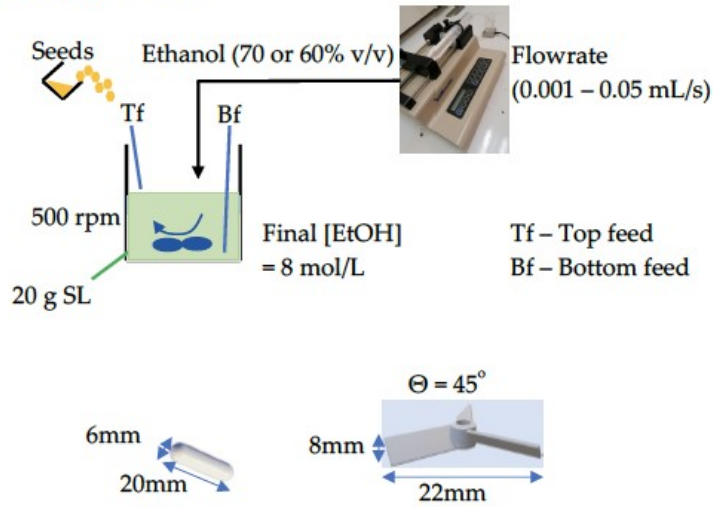 Seeds
Ethanol (70 or 60% v/v)
Flowrate
(0.001 – 0.05 mL/s)
Tf
Bf
500 rpm
Final [EtOH]
= 8 mol/L
Tf – Top feed
Bf – Bottom feed
20 g SL
Θ = 45°
6mm
20mm
8mm
22mm